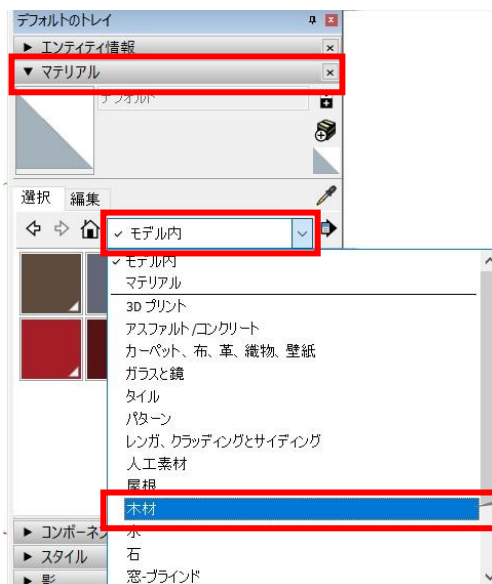 デフォルトのトレイ
▶ エンティティ情報
▼ マテリアル
デフォルト
選択 編集
✓ モデル内
✓ モデル内
マテリアル
3D プリント
アスファルト/コンクリート
カーペット、布、革、織物、壁紙
ガラスと鏡
タイル
パターン
レンガ、クラッディングとサイディング
人工素材
屋根
木材
▶ コンポーネン
水
▶ スタイル
石
▶ 影
窓-ブラインド